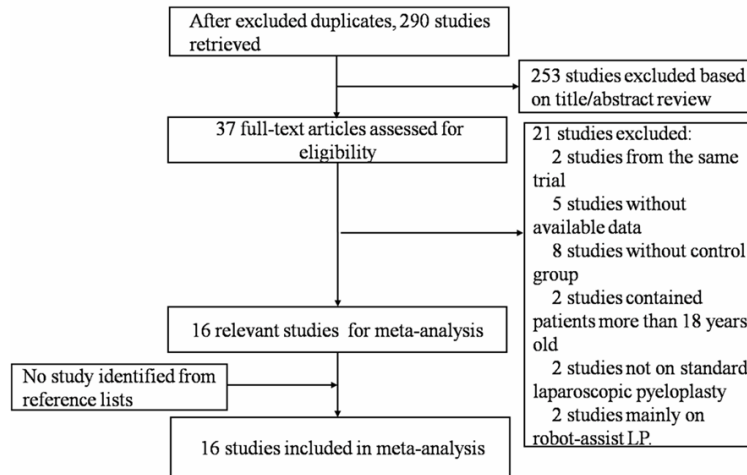 After excluded duplicates, 290 studies
retrieved
253 studies excluded based
on title/abstract review
37 full-text articles assessed for
eligibility
21 studies excluded:
2 studies from the same
trial
5 studies without
available data
8 studies without control
group
2 studies contained
patients more than 18 years
old
2 studies not on standard
laparoscopic pyeloplasty
2 studies mainly on
robot-assist LP.
16 relevant studies for meta-analysis
No study identified from
reference lists
16 studies included in meta-analysis